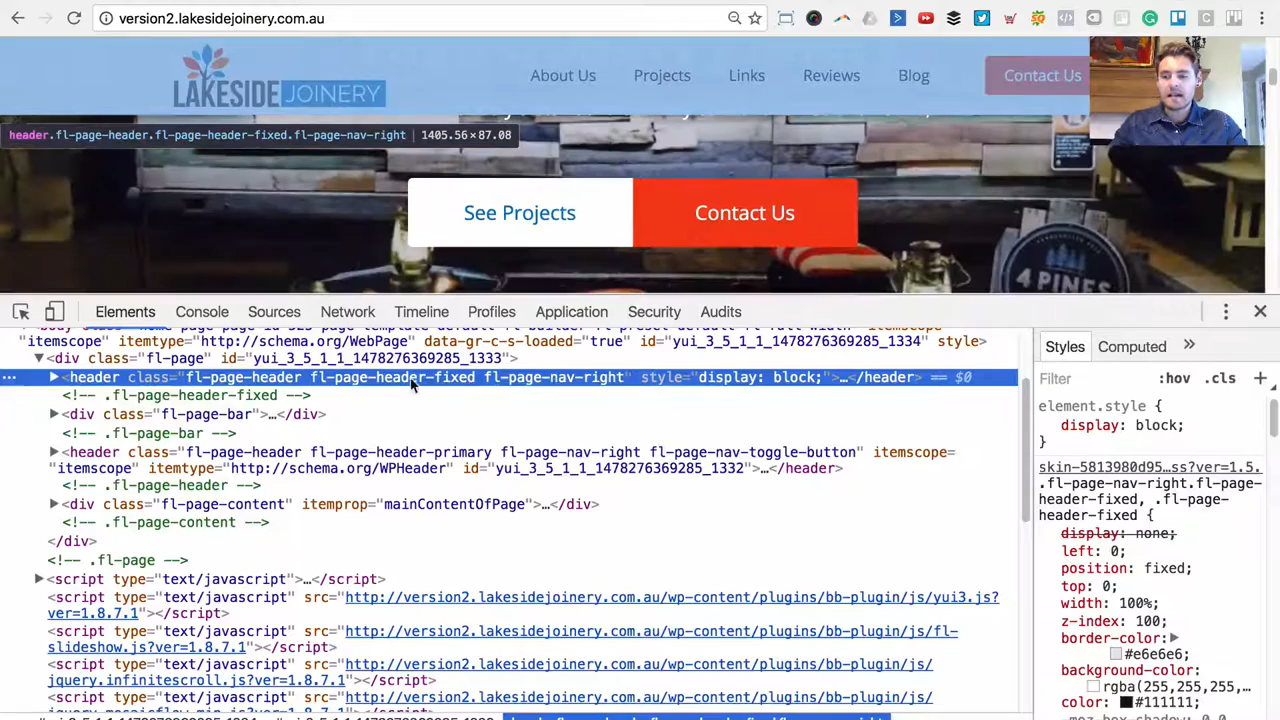 version2.lakesidejoinery.com.au
LAKESIDE JOINERY
About Us Projects Links Reviews Blog Contact Us
header.fl-page-header.fl-page-header-fixed.fl-page-nav-right | 1405.56×87.08
See Projects Contact Us
HANDCRAFTED
4 PINES
Elements Console Sources Network Timeline Profiles Application Security Audits
"itemscope" itemtype="http://schema.org/WebPage" data-gr-c-s-loaded="true" id="yui_3_5_1_1_1478276369285_1334" style>
▼<div class="fl-page" id="yui_3_5_1_1_1478276369285_1333">
… ▶<header class="fl-page-header fl-page-header-fixed fl-page-nav-right" style="display: block;">…</header> == $0
<!-- .fl-page-header-fixed -->
▶<div class="fl-page-bar">…</div>
<!-- .fl-page-bar -->
▶<header class="fl-page-header fl-page-header-primary fl-page-nav-right fl-page-nav-toggle-button" itemscope=
"itemscope" itemtype="http://schema.org/WPHeader" id="yui_3_5_1_1_1478276369285_1332">…</header>
<!-- .fl-page-header -->
▶<div class="fl-page-content" itemprop="mainContentOfPage">…</div>
<!-- .fl-page-content -->
</div>
<!-- .fl-page -->
▶<script type="text/javascript">…</script>
<script type="text/javascript" src="http://version2.lakesidejoinery.com.au/wp-content/plugins/bb-plugin/js/yui3.js?
ver=1.8.7.1"></script>
<script type="text/javascript" src="http://version2.lakesidejoinery.com.au/wp-content/plugins/bb-plugin/js/fl-
slideshow.js?ver=1.8.7.1"></script>
<script type="text/javascript" src="http://version2.lakesidejoinery.com.au/wp-content/plugins/bb-plugin/js/
jquery.infinitescroll.js?ver=1.8.7.1"></script>
<script type="text/javascript" src="http://version2.lakesidejoinery.com.au/wp-content/plugins/bb-plugin/js/
Styles Computed »
Filter :hov .cls +
element.style {
display: block;
}
skin-5813980d95…ss?ver=1.5.
.fl-page-nav-right.fl-page-
header-fixed, .fl-page-
header-fixed {
display: none;
left: 0;
position: fixed;
top: 0;
width: 100%;
z-index: 100;
border-color:▶
#e6e6e6;
background-color:
rgba(255,255,255,…
color: #111111;